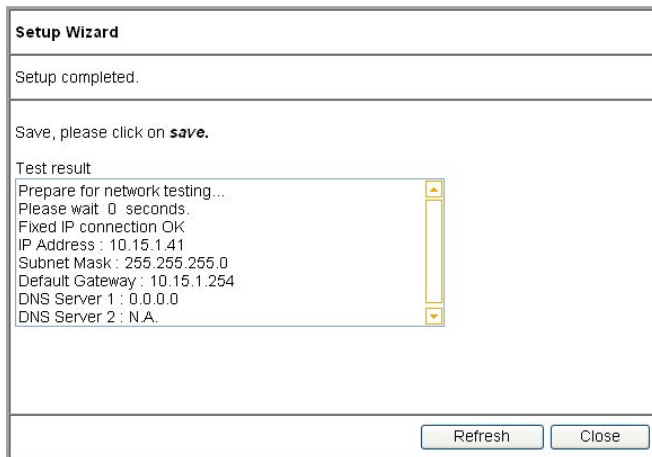 Setup Wizard
Setup completed.
Save, please click on save.
Test result
Prepare for network testing...
Please wait 0 seconds.
Fixed IP connection OK
IP Address : 10.15.1.41
Subnet Mask : 255.255.255.0
Default Gateway : 10.15.1.254
DNS Server 1 : 0.0.0.0
DNS Server 2 : N.A.
Refresh
Close